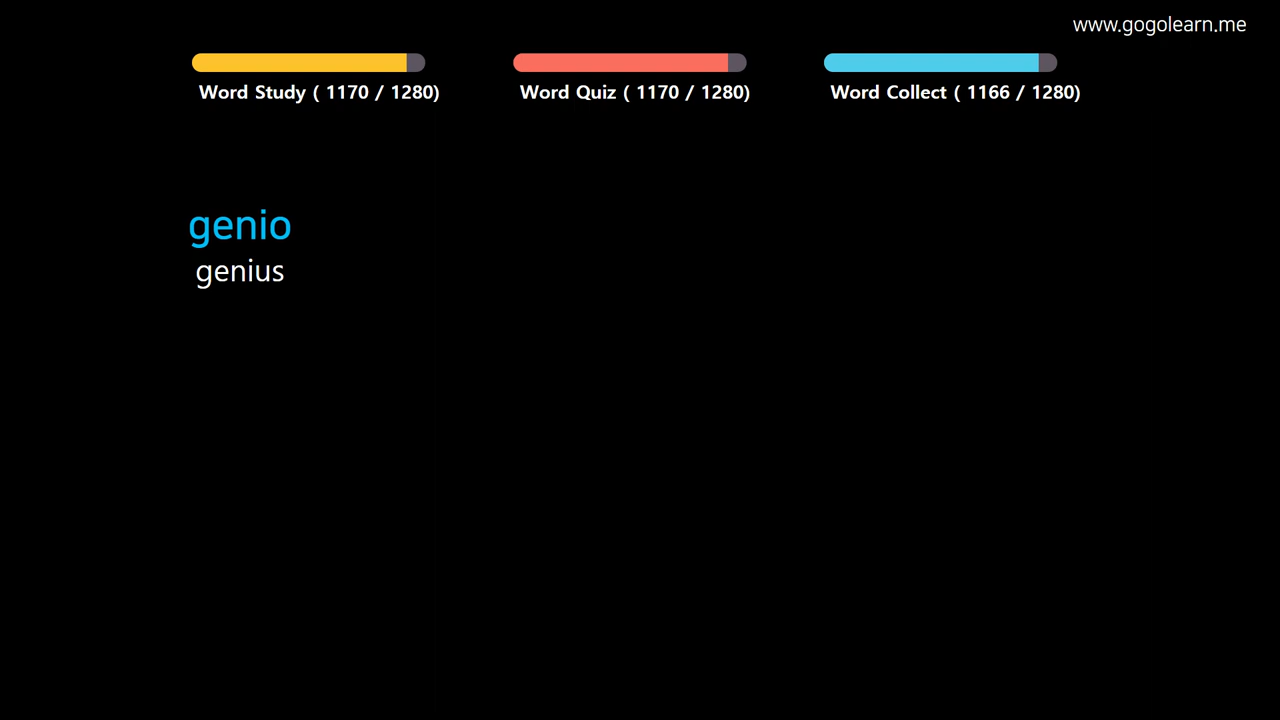 www.gogolearn.me
Word Study ( 1170 / 1280)
Word Quiz ( 1170 / 1280)
Word Collect ( 1166 / 1280)
genio
genius